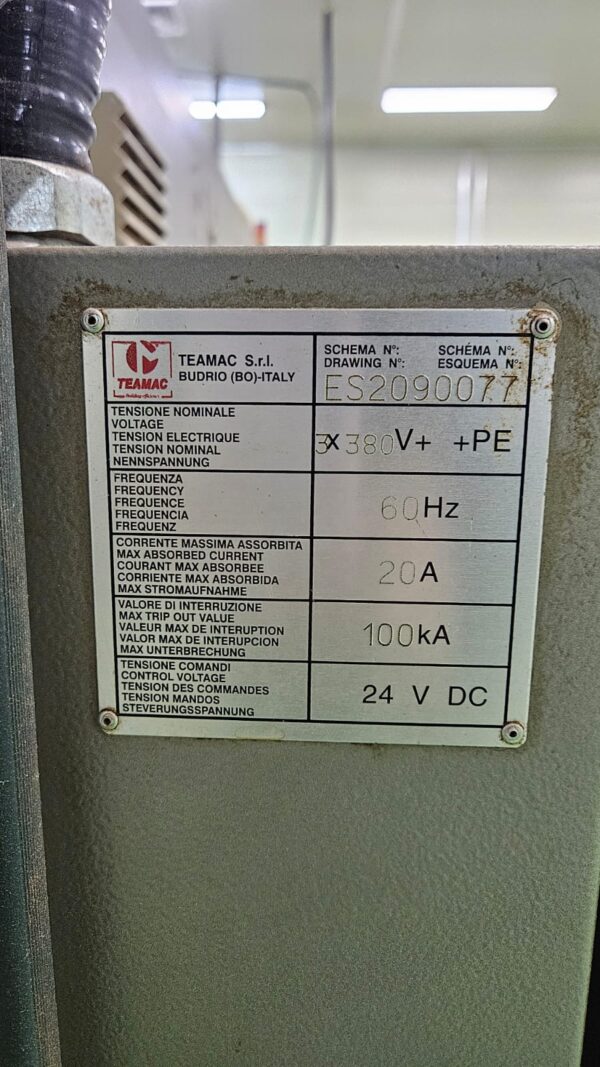 TEAMAC
TEAMAC S.r.l.
BUDRIO (BO)-ITALY
SCHEMA N°: SCHÉMA N°:
DRAWING N°: ESQUEMA N°:
ES2090077
TENSIONE NOMINALE
VOLTAGE
TENSION ELECTRIQUE
TENSION NOMINAL
NENNSPANNUNG
3x380V+ +PE
FREQUENZA
FREQUENCY
FREQUENCE
FREQUENCIA
FREQUENZ
60Hz
CORRENTE MASSIMA ASSORBITA
MAX ABSORBED CURRENT
COURANT MAX ABSORBEE
CORRIENTE MAX ABSORBIDA
MAX STROMAUFNAHME
20A
VALORE DI INTERRUZIONE
MAX TRIP OUT VALUE
VALEUR MAX DE INTERUPTION
VALOR MAX DE INTERUPCION
MAX UNTERBRECHUNG
100kA
TENSIONE COMANDI
CONTROL VOLTAGE
TENSION DES COMMANDES
TENSION MANDOS
STEVERUNGSSPANNUNG
24 V DC